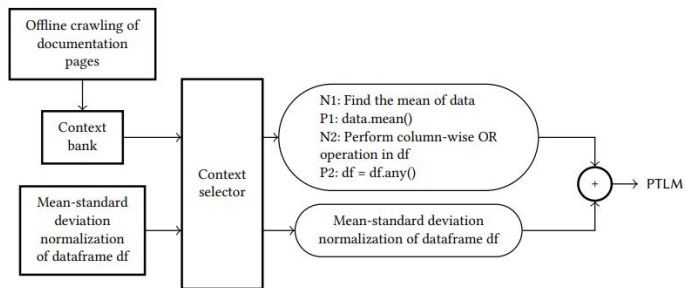 Offline crawling of
documentation
pages
Context
bank
Mean-standard
deviation
normalization
of dataframe df
Context
selector
N1: Find the mean of data
P1: data.mean()
N2: Perform column-wise OR
operation in df
P2: df = df.any()
Mean-standard deviation
normalization of dataframe df
+
PTLM